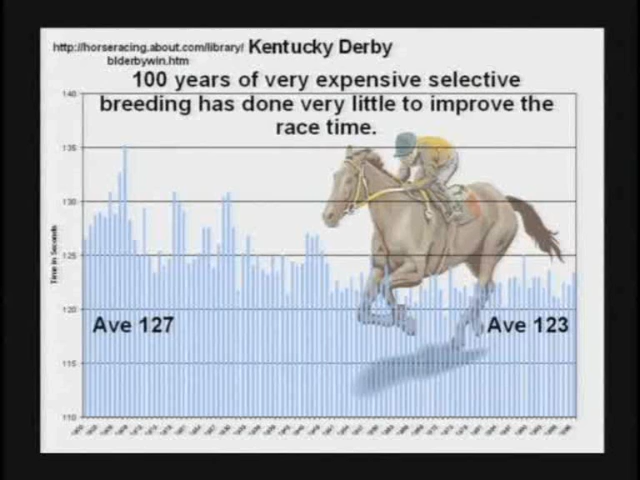 http://horseracing.about.com/library/ Kentucky Derby
blderbywin.htm
100 years of very expensive selective
breeding has done very little to improve the
race time.
140
135
130
125
120
115
110
Time in Seconds
Ave 127
Ave 123